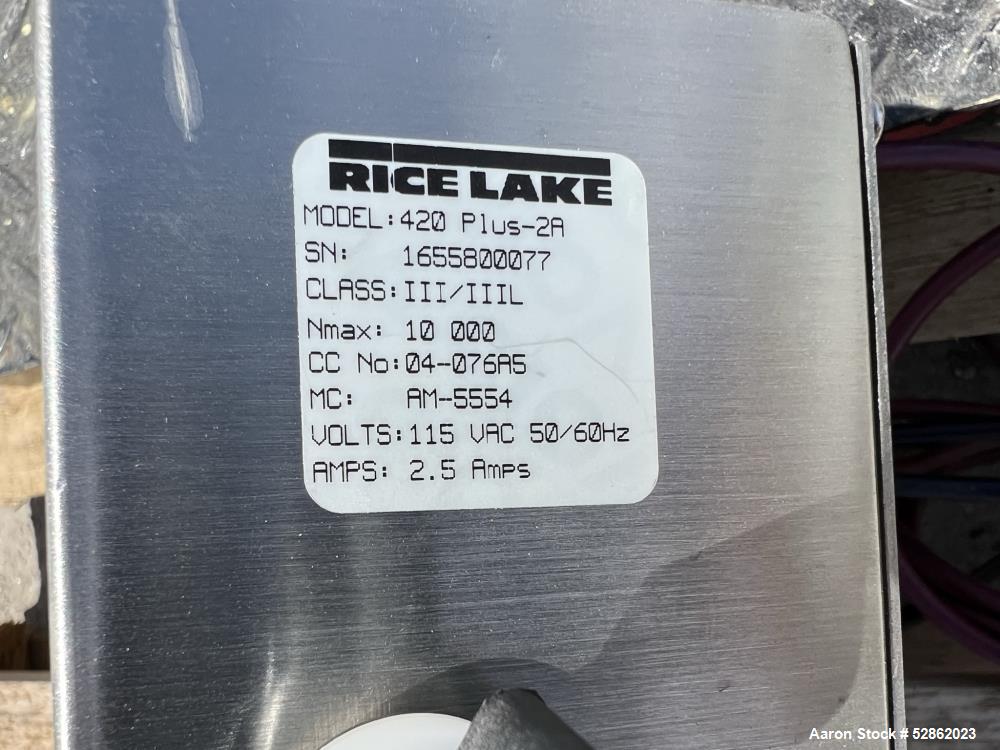 RICE LAKE
MODEL: 420 Plus-2A
SN: 1655800077
CLASS: III/IIIL
Nmax: 10 000
CC No: 04-076A5
MC: AM-5554
VOLTS: 115 VAC 50/60Hz
AMPS: 2.5 Amps
Aaron Stock # 52862023